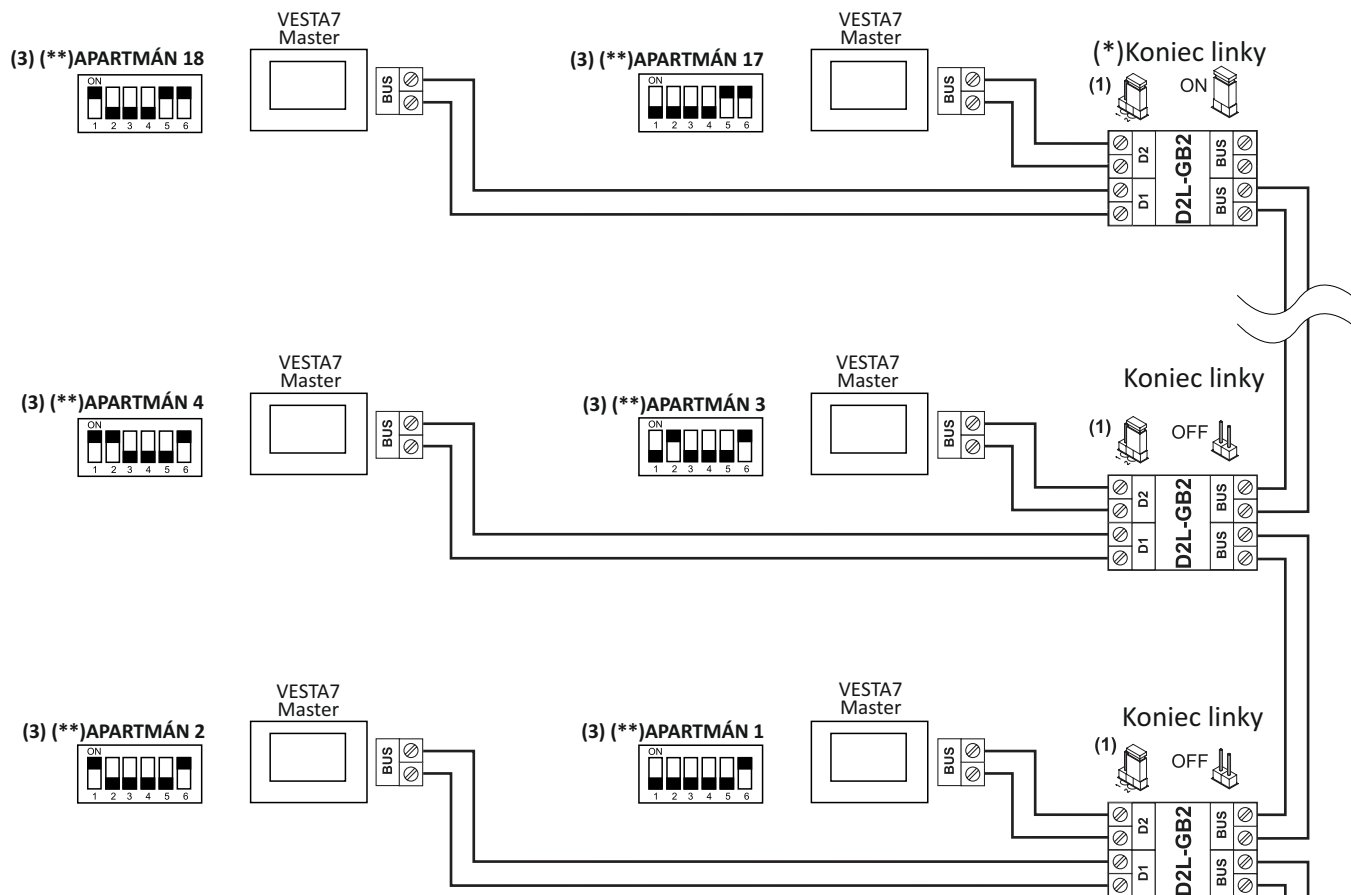 VESTA7
Master
(3) (**)APARTMÁN 18
ON
1 2 3 4 5 6
BUS
VESTA7
Master
(3) (**)APARTMÁN 17
ON
1 2 3 4 5 6
BUS
(*)Koniec linky
(1)
ON
D2
D1
D2L-GB2
BUS
BUS
VESTA7
Master
(3) (**)APARTMÁN 4
ON
1 2 3 4 5 6
BUS
VESTA7
Master
(3) (**)APARTMÁN 3
ON
1 2 3 4 5 6
BUS
Koniec linky
(1)
OFF
D2
D1
D2L-GB2
BUS
BUS
VESTA7
Master
(3) (**)APARTMÁN 2
ON
1 2 3 4 5 6
BUS
VESTA7
Master
(3) (**)APARTMÁN 1
ON
1 2 3 4 5 6
BUS
Koniec linky
(1)
OFF
D2
D1
D2L-GB2
BUS
BUS